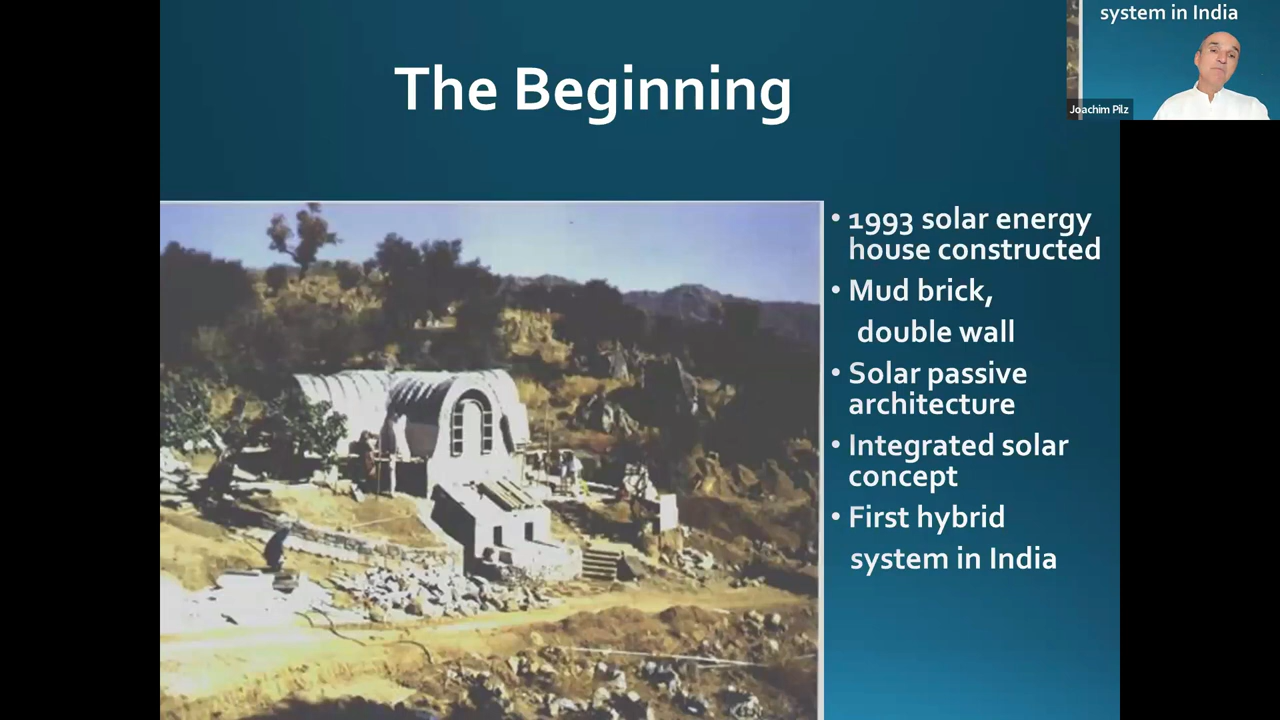 The Beginning
system in India
Joachim Pilz
• 1993 solar energy
house constructed
• Mud brick,
double wall
• Solar passive
architecture
• Integrated solar
concept
• First hybrid
system in India